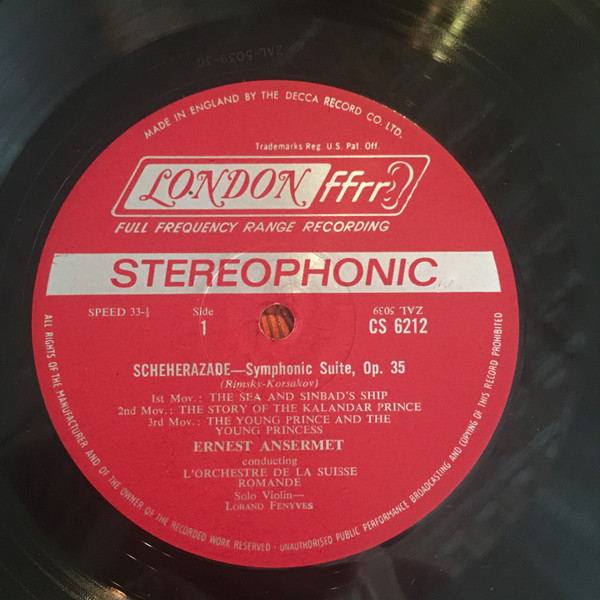 ZAL-5039-3G
MADE IN ENGLAND BY THE DECCA RECORD CO. LTD.
Trademarks Reg. U.S. Pat. Off.
LONDON ffrr
FULL FREQUENCY RANGE RECORDING
STEREOPHONIC
SPEED 33-⅓ Side 1 ZAL 5039
CS 6212
SCHEHERAZADE—Symphonic Suite, Op. 35
(Rimsky-Korsakov)
1st Mov.: THE SEA AND SINBAD'S SHIP
2nd Mov.: THE STORY OF THE KALANDAR PRINCE
3rd Mov.: THE YOUNG PRINCE AND THE
YOUNG PRINCESS
ERNEST ANSERMET
conducting
L'ORCHESTRE DE LA SUISSE
ROMANDE
Solo Violin—
LORAND FENYVES
ALL RIGHTS OF THE MANUFACTURER AND OF THE OWNER OF THE RECORDED WORK RESERVED · UNAUTHORISED PUBLIC PERFORMANCE BROADCASTING AND COPYING OF THIS RECORD PROHIBITED